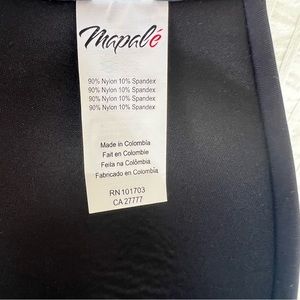 Mapalé
90% Nylon 10% Spandex
90% Nylon 10% Spandex
90% Nylon 10% Spandex
90% Nylon 10% Spandex
Made in Colombia
Fait en Colombie
Feita na Colômbia
Fabricado en Colombia
RN 101703
CA 27777